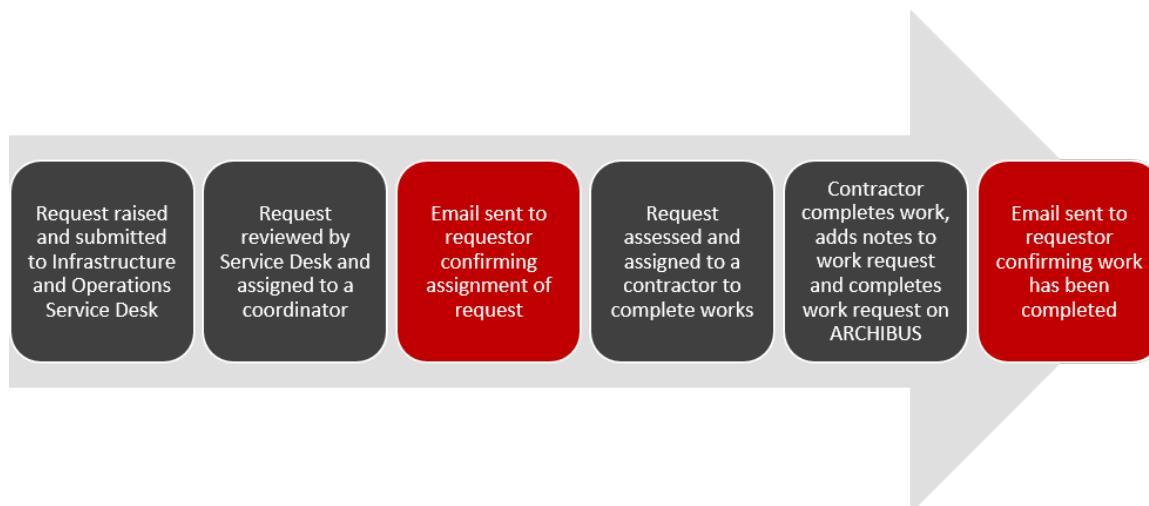 Request raised
and submitted
to Infrastructure
and Operations
Service Desk
Request
reviewed by
Service Desk and
assigned to a
coordinator
Email sent to
requestor
confirming
assignment of
request
Request
assessed and
assigned to a
contractor to
complete works
Contractor
completes work,
adds notes to
work request
and completes
work request on
ARCHIBUS
Email sent to
requestor
confirming work
has been
completed